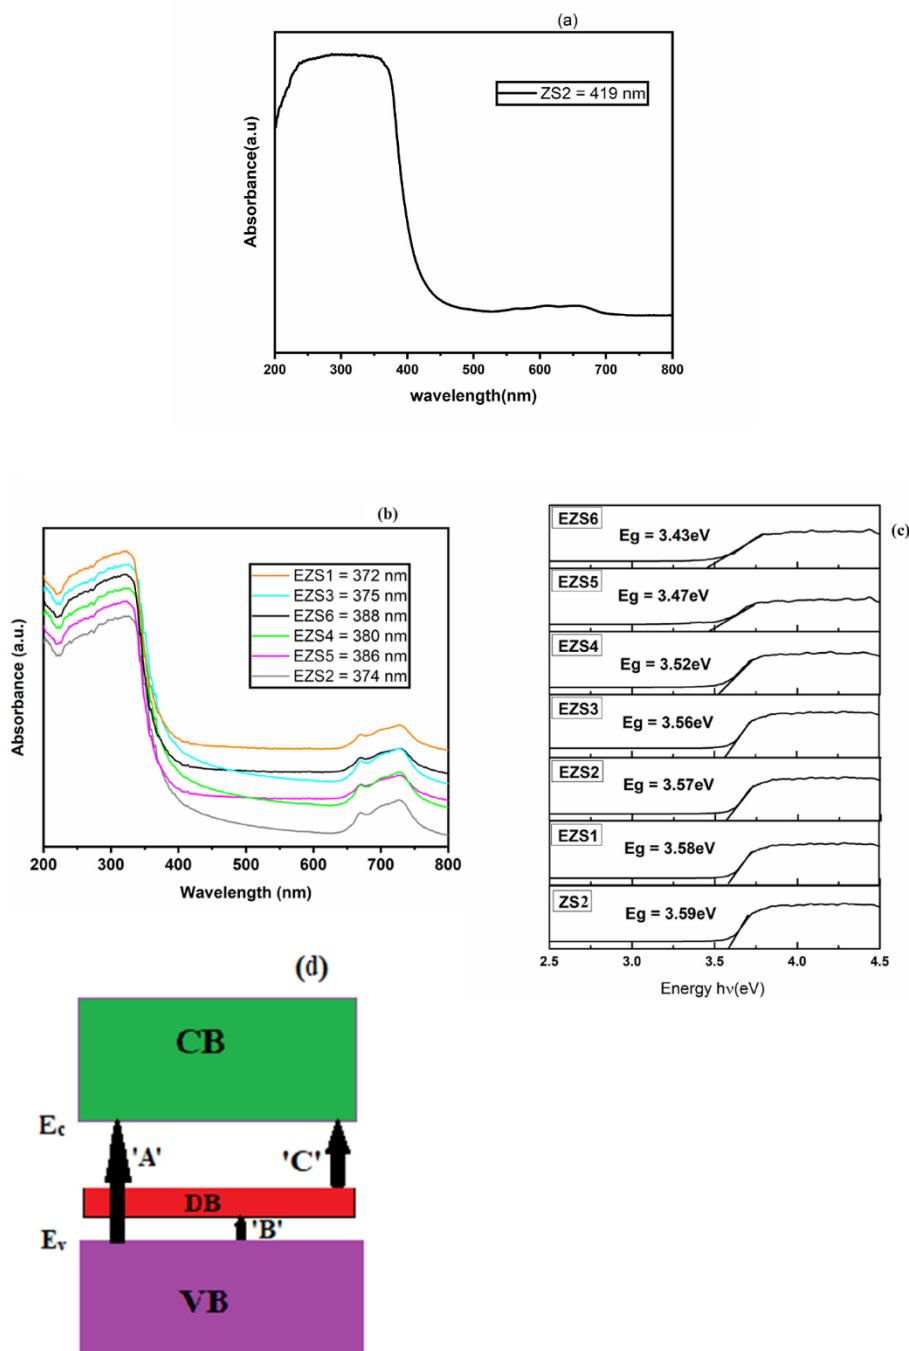 (a)
ZS2 = 419 nm
Absorbance(a.u)
200 300 400 500 600 700 800
wavelength(nm)
(b)
EZS1 = 372 nm
EZS3 = 375 nm
EZS6 = 388 nm
EZS4 = 380 nm
EZS5 = 386 nm
EZS2 = 374 nm
Absorbance (a.u.)
200 300 400 500 600 700 800
Wavelength (nm)
(c)
EZS6
Eg = 3.43eV
EZS5
Eg = 3.47eV
EZS4
Eg = 3.52eV
EZS3
Eg = 3.56eV
EZS2
Eg = 3.57eV
EZS1
Eg = 3.58eV
ZS2
Eg = 3.59eV
2.5 3.0 3.5 4.0 4.5
Energy hν(eV)
(d)
CB
Ec
'A'
'C'
DB
'B'
Ev
VB